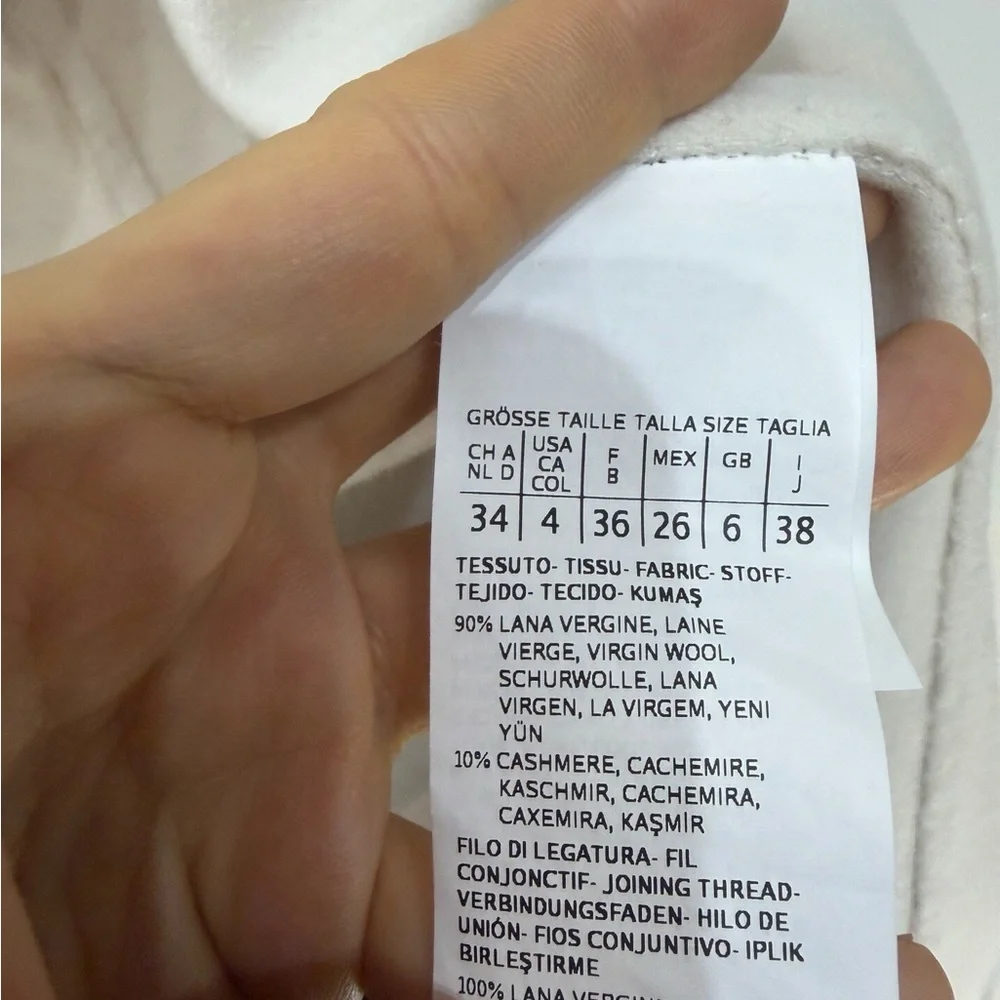 GRÖSSE TAILLE TALLA SIZE TAGLIA
CH A NL D USA CA COL F B MEX GB I J
34 4 36 26 6 38
TESSUTO- TISSU- FABRIC- STOFF-
TEJIDO- TECIDO- KUMAŞ
90% LANA VERGINE, LAINE
VIERGE, VIRGIN WOOL,
SCHURWOLLE, LANA
VIRGEN, LA VIRGEM, YENI
YÜN
10% CASHMERE, CACHEMIRE,
KASCHMIR, CACHEMIRA,
CAXEMIRA, KAŞMİR
FILO DI LEGATURA- FIL
CONJONCTIF- JOINING THREAD-
VERBINDUNGSFADEN- HILO DE
UNIÓN- FIOS CONJUNTIVO- IPLIK
BIRLEŞTIRME
100% LANA VERGINE